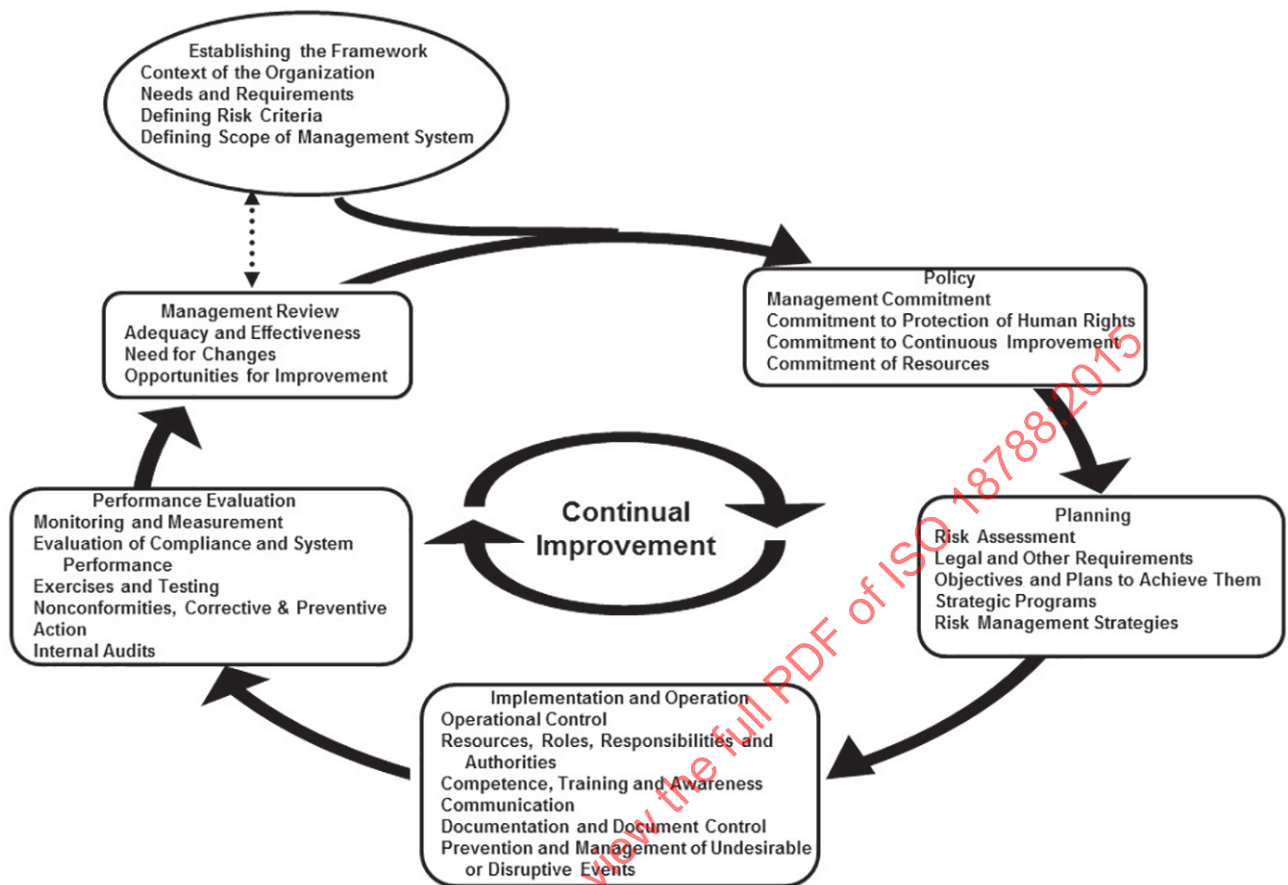 Establishing the Framework
Context of the Organization
Needs and Requirements
Defining Risk Criteria
Defining Scope of Management System
Policy
Management Commitment
Commitment to Protection of Human Rights
Commitment to Continuous Improvement
Commitment of Resources
Management Review
Adequacy and Effectiveness
Need for Changes
Opportunities for Improvement
Performance Evaluation
Monitoring and Measurement
Evaluation of Compliance and System
Performance
Exercises and Testing
Nonconformities, Corrective & Preventive
Action
Internal Audits
Continual
Improvement
Planning
Risk Assessment
Legal and Other Requirements
Objectives and Plans to Achieve Them
Strategic Programs
Risk Management Strategies
Implementation and Operation
Operational Control
Resources, Roles, Responsibilities and
Authorities
Competence, Training and Awareness
Communication
Documentation and Document Control
Prevention and Management of Undesirable
or Disruptive Events
view the full PDF of ISO 18788:2015